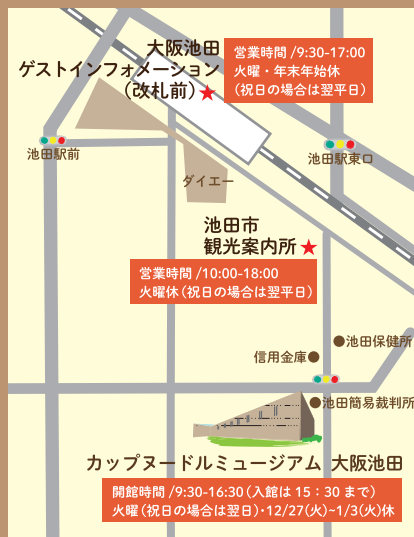 大阪池田
ゲストインフォメーション
(改札前)★
営業時間/9:30-17:00
火曜・年末年始休
(祝日の場合は翌平日)
池田駅前
池田駅東口
ダイエー
池田市
観光案内所★
営業時間/10:00-18:00
火曜休(祝日の場合は翌平日)
●池田保健所
信用金庫●
●池田簡易裁判所
カップヌードルミュージアム 大阪池田
開館時間/9:30-16:30(入館は15:30まで)
火曜(祝日の場合は翌日)・12/27(火)~1/3(火)休